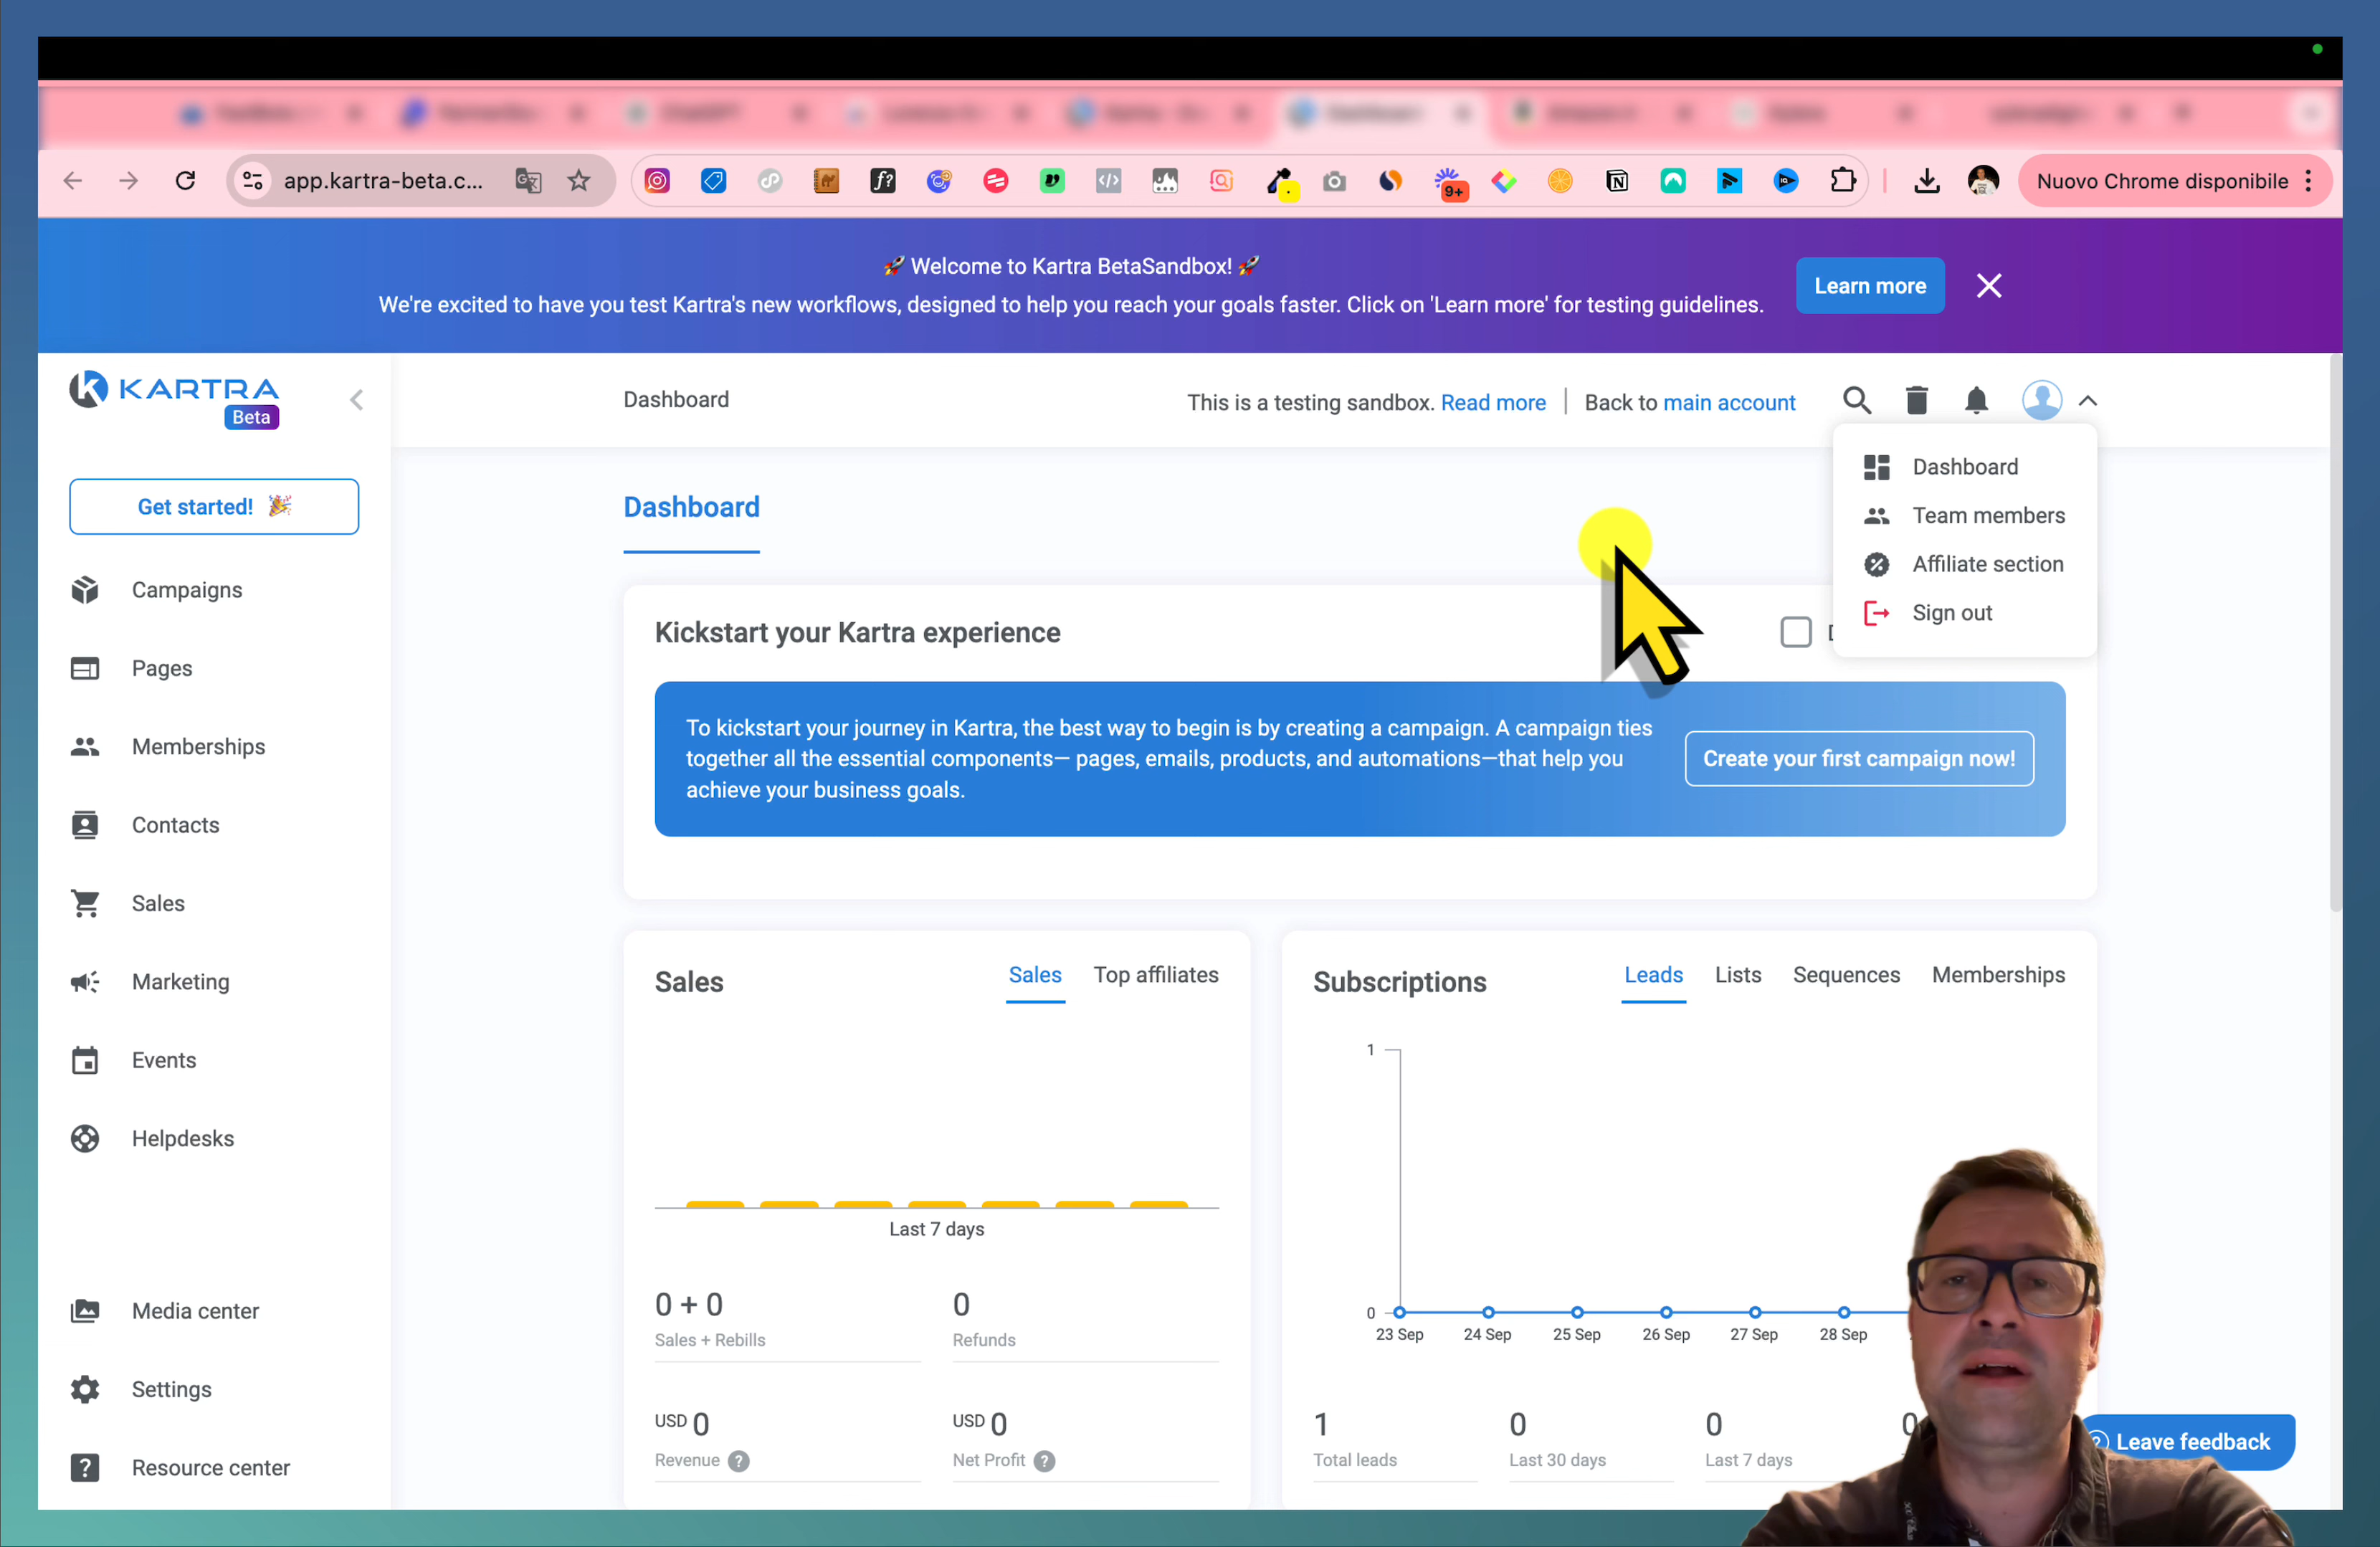 app.kartra-beta.c...
9+
Nuovo Chrome disponibile
🚀 Welcome to Kartra BetaSandbox! 🚀
We're excited to have you test Kartra's new workflows, designed to help you reach your goals faster. Click on 'Learn more' for testing guidelines.
Learn more
KARTRA
Beta
Dashboard
This is a testing sandbox. Read more | Back to main account
Dashboard
Team members
Affiliate section
Sign out
Get started! 🎉
Campaigns
Pages
Memberships
Contacts
Sales
Marketing
Events
Helpdesks
Media center
Settings
Resource center
Dashboard
Kickstart your Kartra experience
To kickstart your journey in Kartra, the best way to begin is by creating a campaign. A campaign ties
together all the essential components— pages, emails, products, and automations—that help you
achieve your business goals.
Create your first campaign now!
Sales
Sales Top affiliates
Last 7 days
0 + 0
Sales + Rebills
0
Refunds
USD 0
Revenue ?
USD 0
Net Profit ?
Subscriptions
Leads Lists Sequences Memberships
1
0
23 Sep 24 Sep 25 Sep 26 Sep 27 Sep 28 Sep
1
Total leads
0
Last 30 days
0
Last 7 days
0
Leave feedback